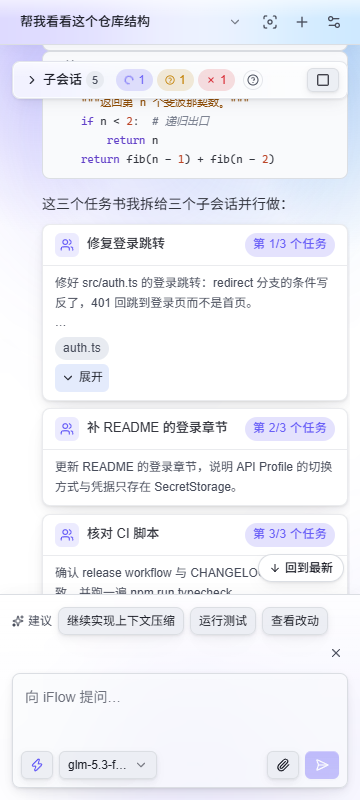 帮我看看这个仓库结构
子会话 5 1 1 1
"""返回第 n 个斐波那契数。"""
if n < 2:  # 递归出口
return n
return fib(n - 1) + fib(n - 2)
这三个任务书我拆给三个子会话并行做：
修复登录跳转 第 1/3 个任务
修好 src/auth.ts 的登录跳转：redirect 分支的条件写
反了，401 回跳到登录页而不是首页。
…
auth.ts
展开
补 README 的登录章节 第 2/3 个任务
更新 README 的登录章节，说明 API Profile 的切换
方式与凭据只存在 SecretStorage。
核对 CI 脚本 第 3/3 个任务
确认 release workflow 与 CHANGELO
回到最新
致，并跑一遍 npm run typecheck
建议 继续实现上下文压缩 运行测试 查看改动
向 iFlow 提问…
glm-5.3-f…